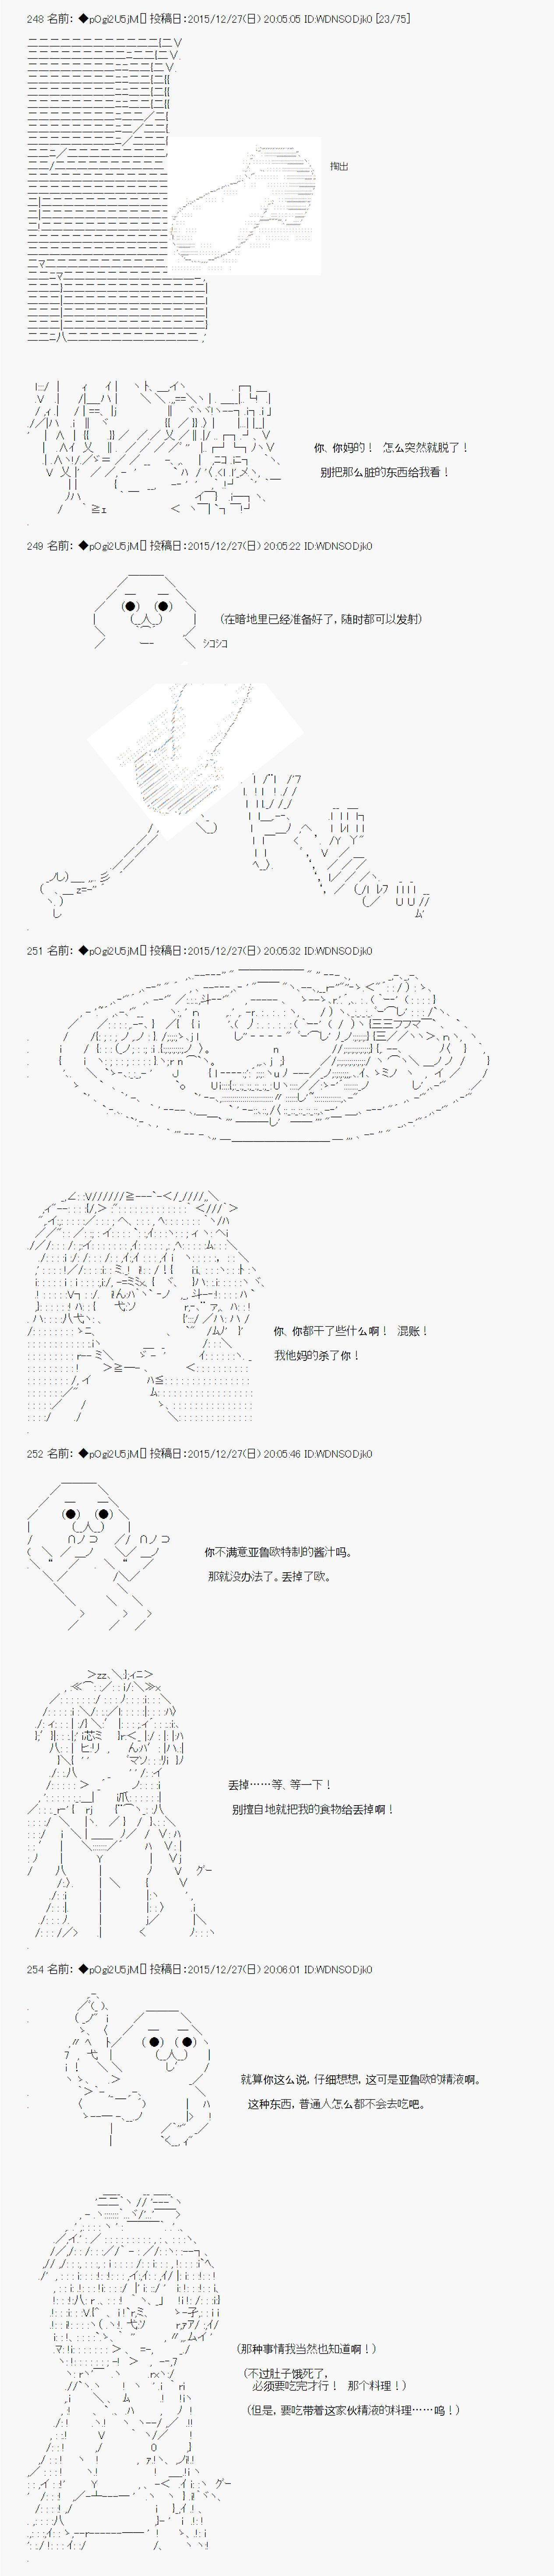 248 名前: ◆pOgi2U5jM[] 投稿日:2015/12/27(日) 20:05:05 ID:WDNSODjk0 [23/75]
掏出
你、你妈的! 怎么突然就脱了!
别把那么脏的东西给我看!
249 名前: ◆pOgi2U5jM[] 投稿日:2015/12/27(日) 20:05:22 ID:WDNSODjk0
(在暗地里已经准备好了,随时都可以发射)
シコシコ
251 名前: ◆pOgi2U5jM[] 投稿日:2015/12/27(日) 20:05:32 ID:WDNSODjk0
你、你都干了些什么啊! 混账!
我他妈的杀了你!
252 名前: ◆pOgi2U5jM[] 投稿日:2015/12/27(日) 20:05:46 ID:WDNSODjk0
你不满意亚鲁欧特制的酱汁吗。
那就没办法了。丢掉了欧。
丢掉……等、等一下!
别擅自地就把我的食物给丢掉啊!
グー
254 名前: ◆pOgi2U5jM[] 投稿日:2015/12/27(日) 20:06:01 ID:WDNSODjk0
就算你这么说,仔细想想,这可是亚鲁欧的精液啊。
这种东西,普通人怎么都不会去吃吧。
(那种事情我当然也知道啊!)
(不过肚子饿死了,
必须要吃完才行! 那个料理!)
(但是,要吃带着这家伙精液的料理……呜!)
グー